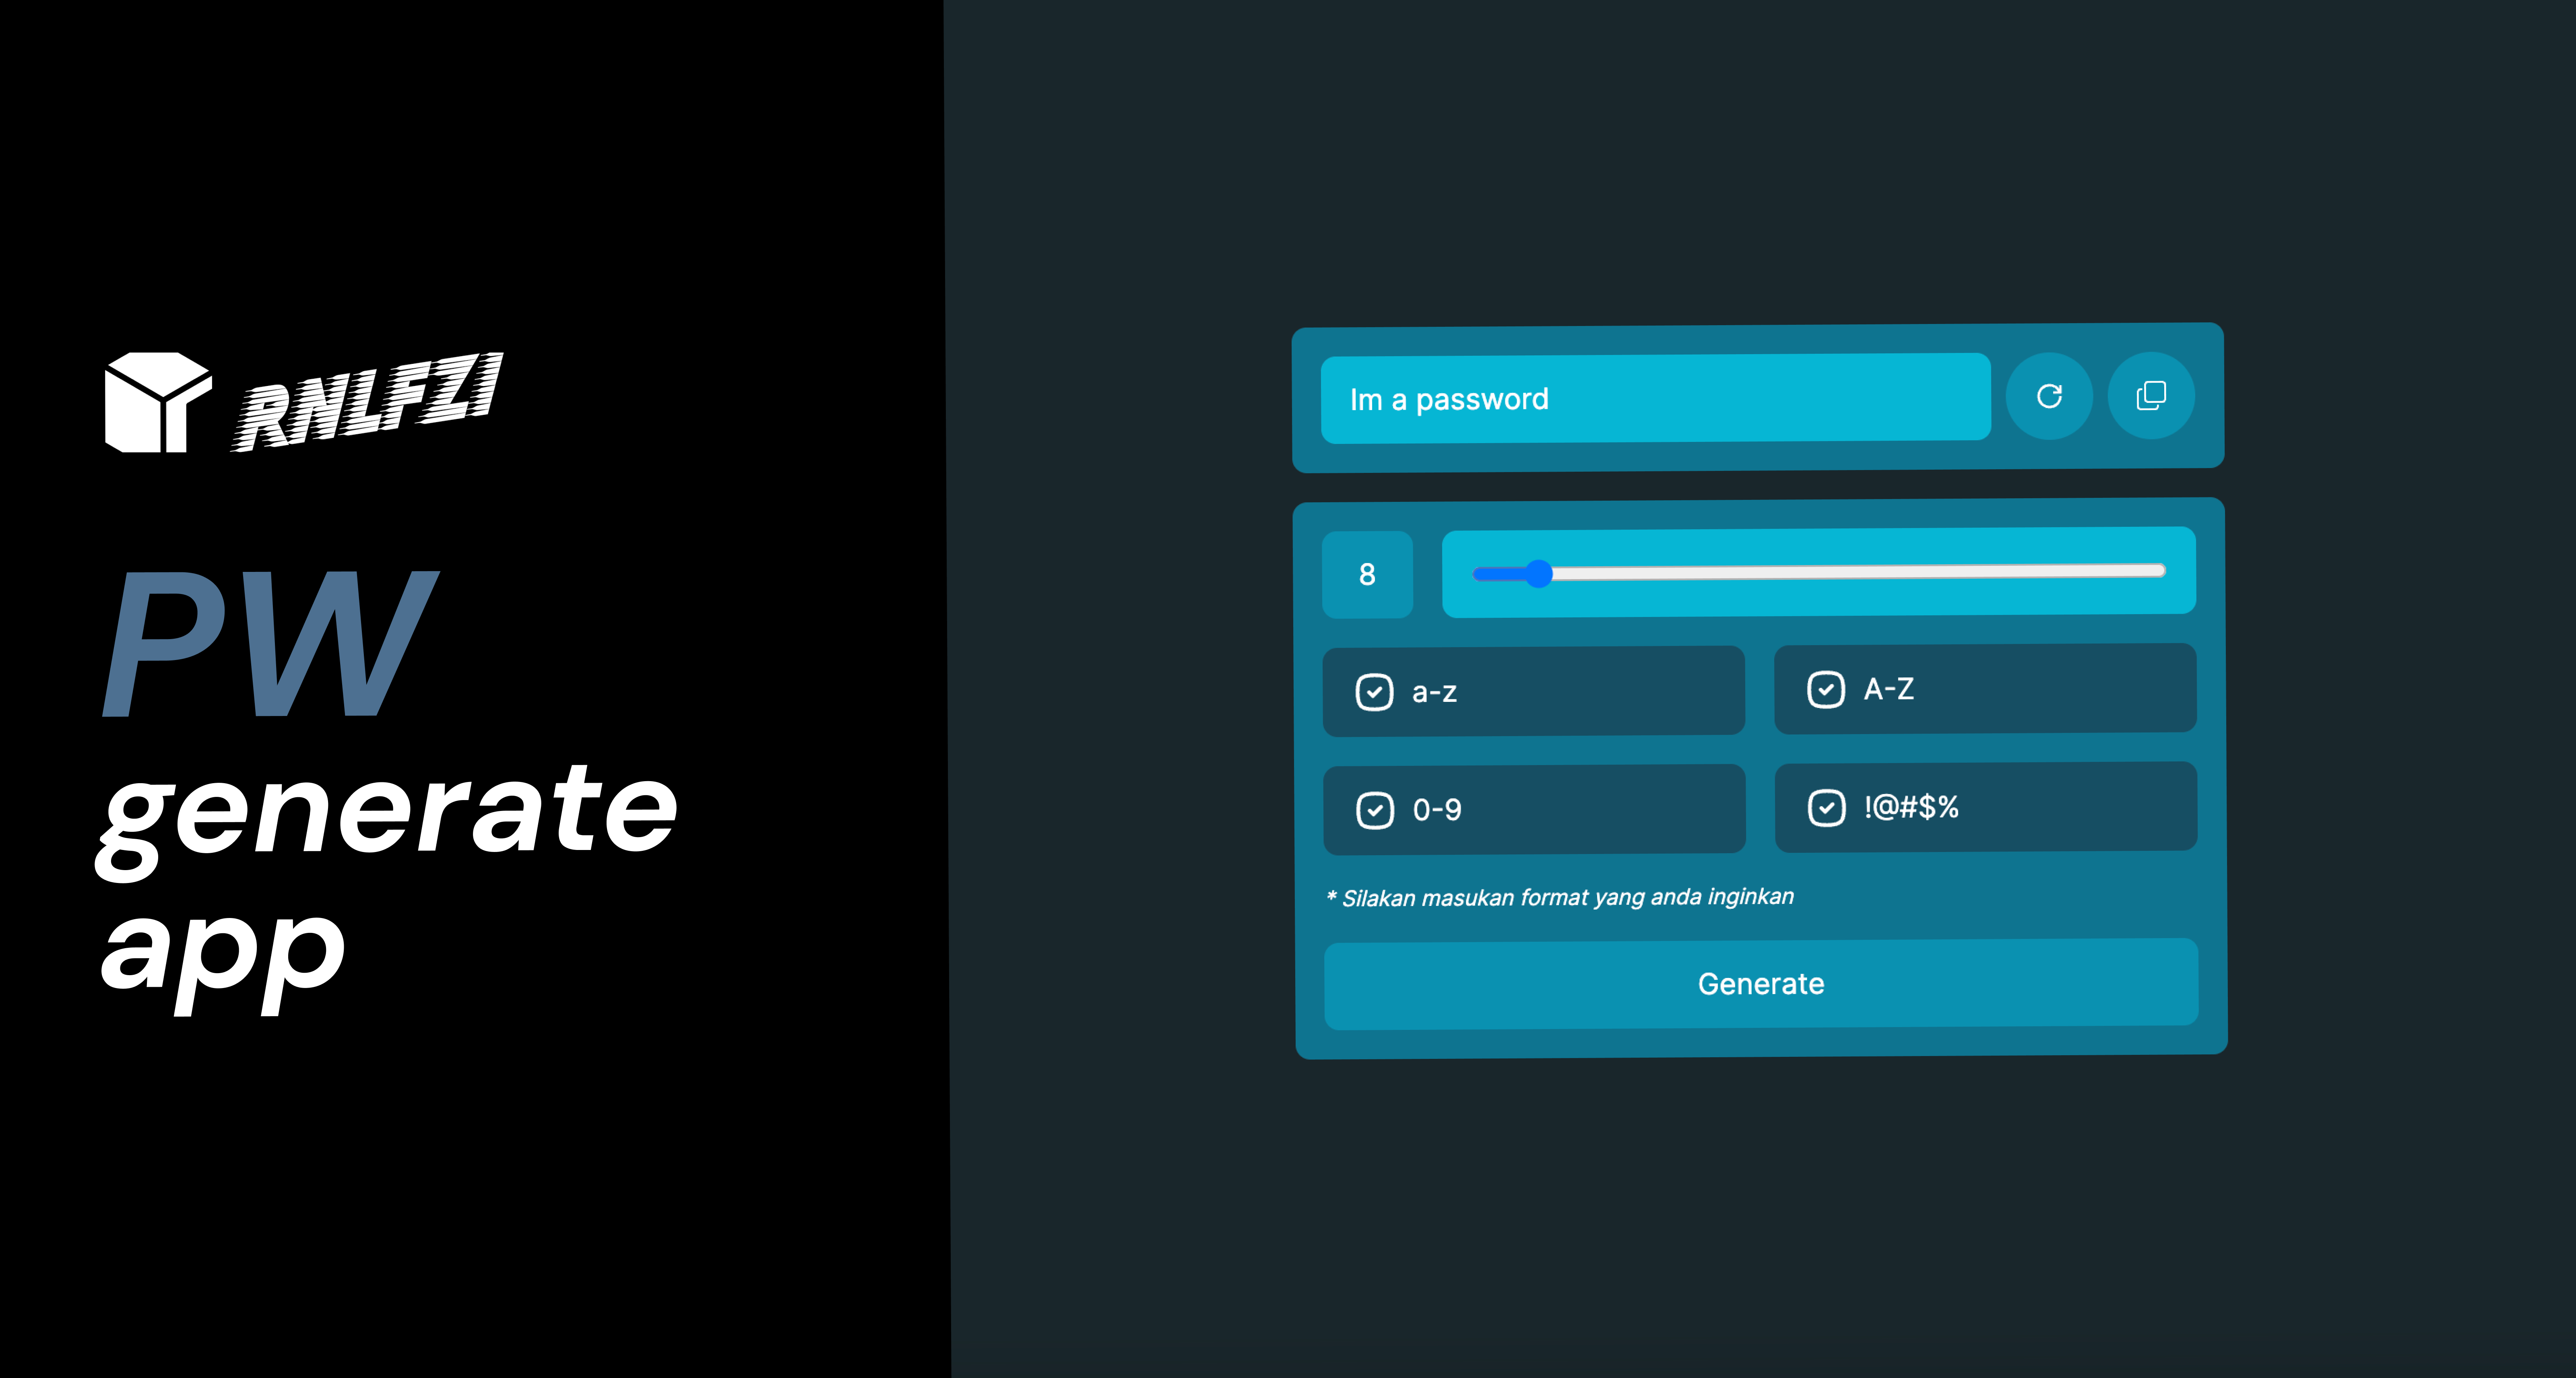 RNLFZI
PW
generate
app
Im a password
8
a-z
A-Z
0-9
!@#$%
* Silakan masukan format yang anda inginkan
Generate